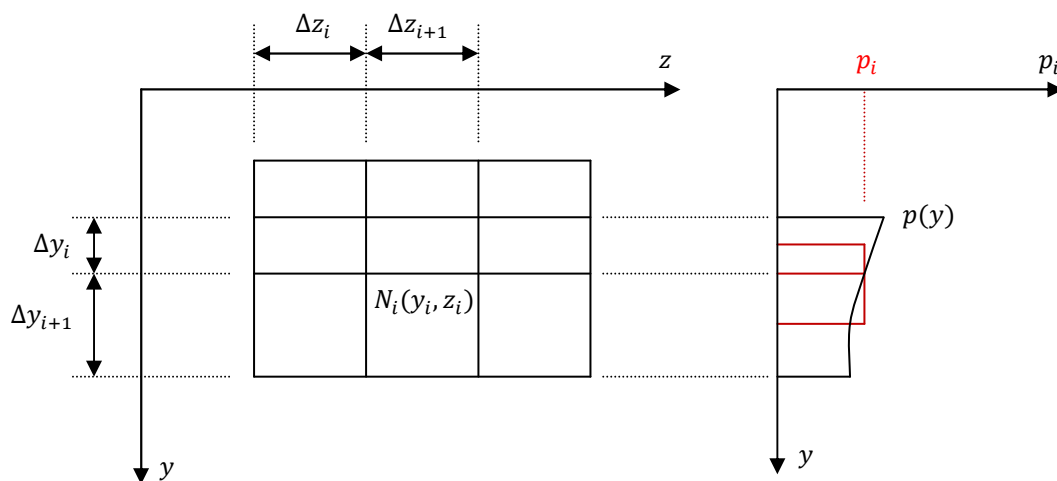 Δz_i
Δz_{i+1}
z
p_i
p_i
p(y)
Δy_i
N_i(y_i, z_i)
Δy_{i+1}
y
y